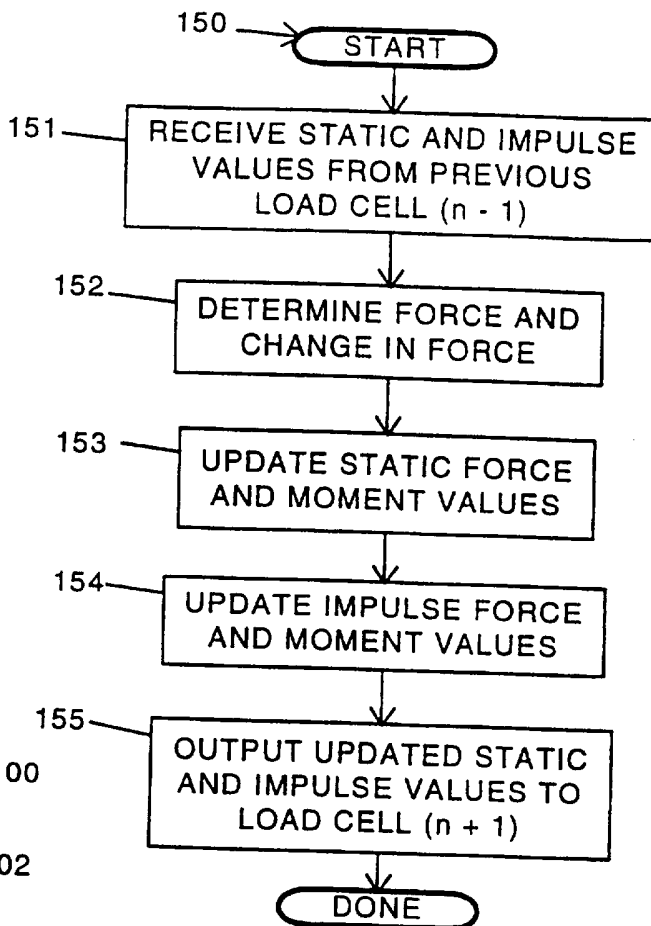 150
START
151
RECEIVE STATIC AND IMPULSE
VALUES FROM PREVIOUS
LOAD CELL (n - 1)
152
DETERMINE FORCE AND
CHANGE IN FORCE
153
UPDATE STATIC FORCE
AND MOMENT VALUES
154
UPDATE IMPULSE FORCE
AND MOMENT VALUES
155
OUTPUT UPDATED STATIC
AND IMPULSE VALUES TO
LOAD CELL (n + 1)
00
02
DONE